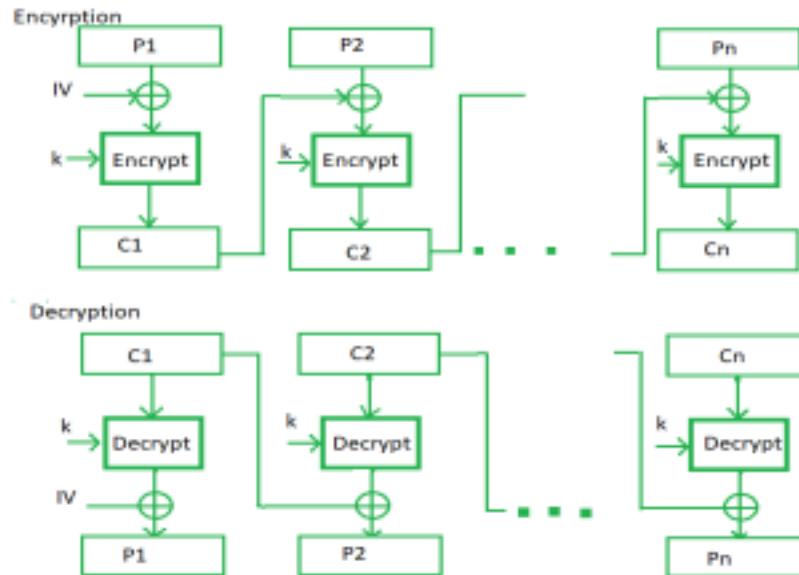 Encyrption
P1 P2 Pn
IV
k Encrypt k Encrypt k Encrypt
C1 C2 Cn
Decryption
C1 C2 Cn
k Decrypt k Decrypt k Decrypt
IV
P1 P2 Pn